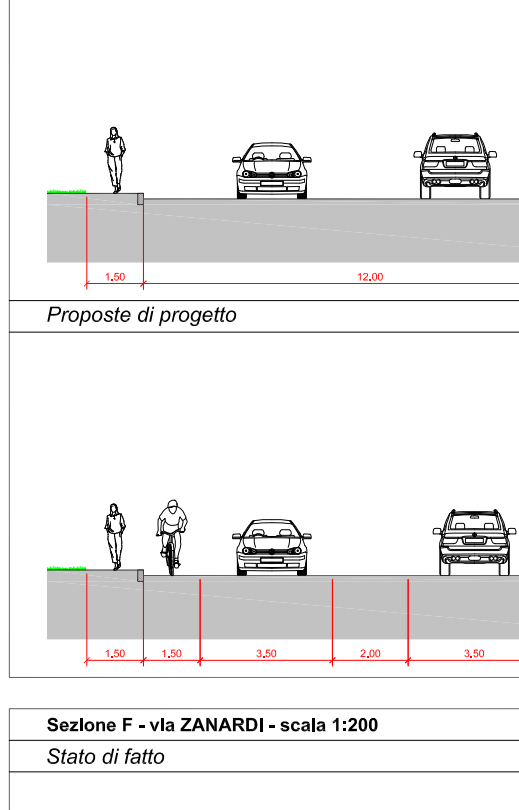 1.50 12.00
Proposte di progetto
1.50 1.50 3.50 2.00 3.50
Sezione F - via ZANARDI - scala 1:200
Stato di fatto